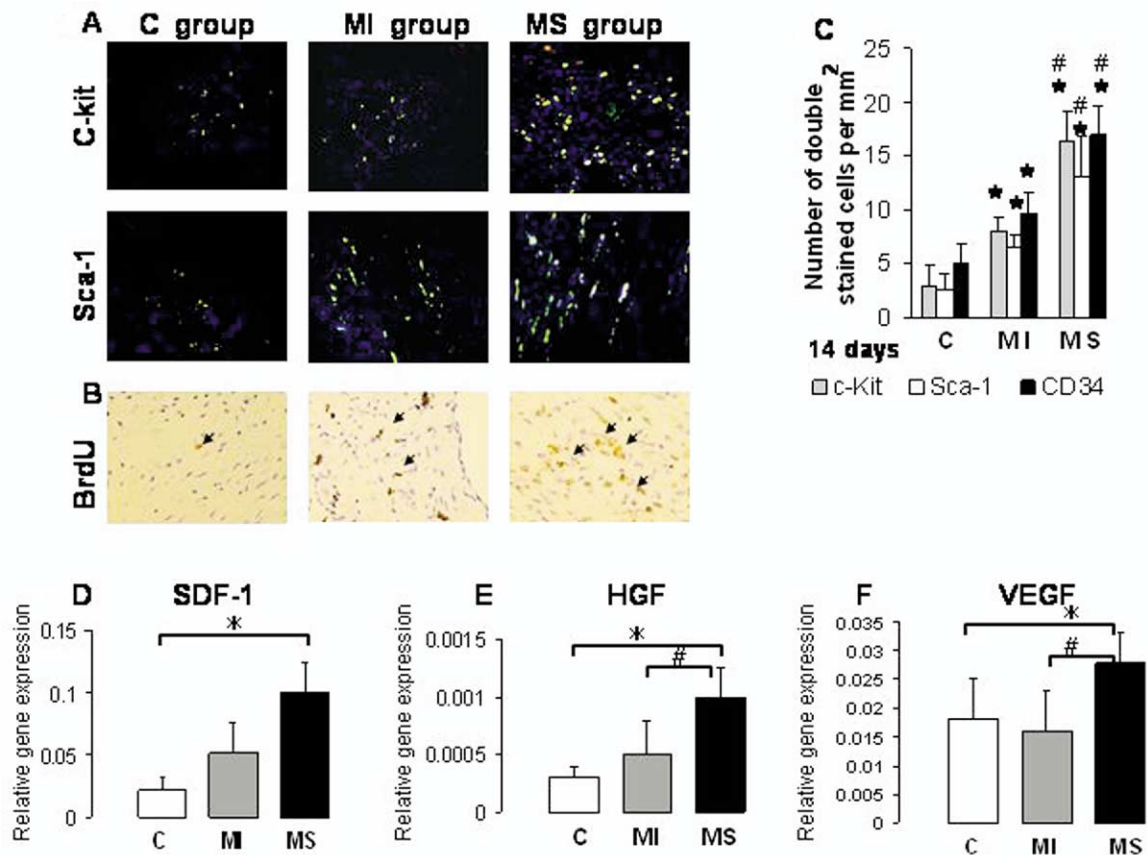 A
C group
MI group
MS group
C-kit
Sca-1
B
BrdU
C
Number of double
stained cells per mm2
25
20
15
10
5
0
#
★
#
★
#
★
★
★
★
C
MI
MS
14 days
c-Kit
Sca-1
CD34
D
SDF-1
Relative gene expression
0.15
0.1
0.05
0
*
C
MI
MS
E
HGF
Relative gene expression
0.0015
0.001
0.0005
0
*
#
C
MI
MS
F
VEGF
Relative gene expression
0.035
0.03
0.025
0.02
0.015
0.01
0.005
0
*
#
C
MI
MS